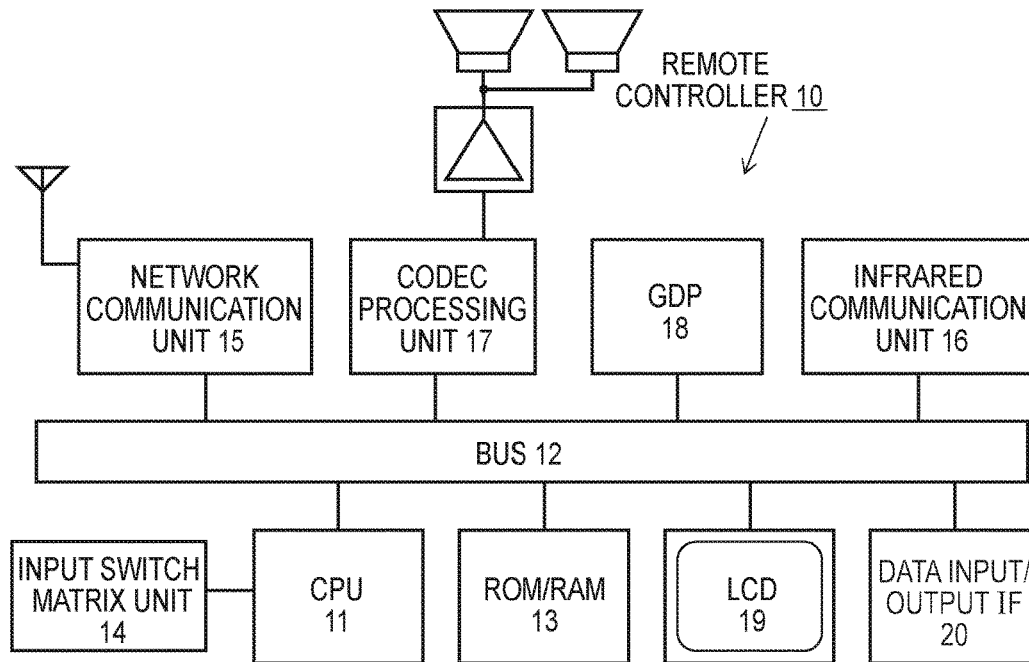 REMOTE
CONTROLLER 10
NETWORK
COMMUNICATION
UNIT 15
CODEC
PROCESSING
UNIT 17
GDP
18
INFRARED
COMMUNICATION
UNIT 16
BUS 12
INPUT SWITCH
MATRIX UNIT
14
CPU
11
ROM/RAM
13
LCD
19
DATA INPUT/
OUTPUT IF
20